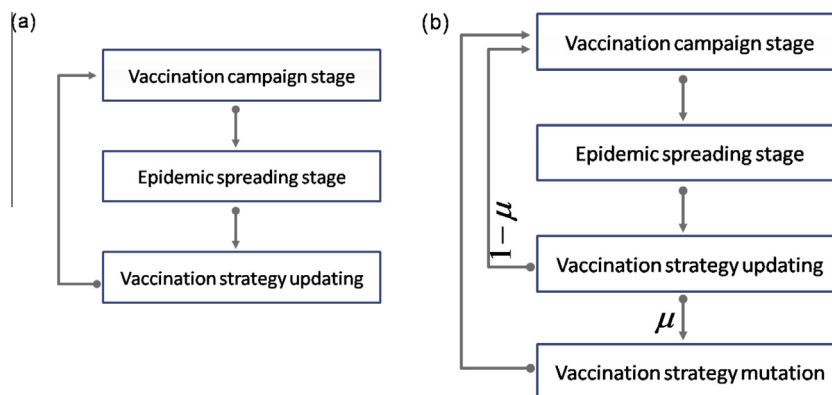 (a)
Vaccination campaign stage
Epidemic spreading stage
Vaccination strategy updating
(b)
Vaccination campaign stage
Epidemic spreading stage
1−μ
Vaccination strategy updating
μ
Vaccination strategy mutation